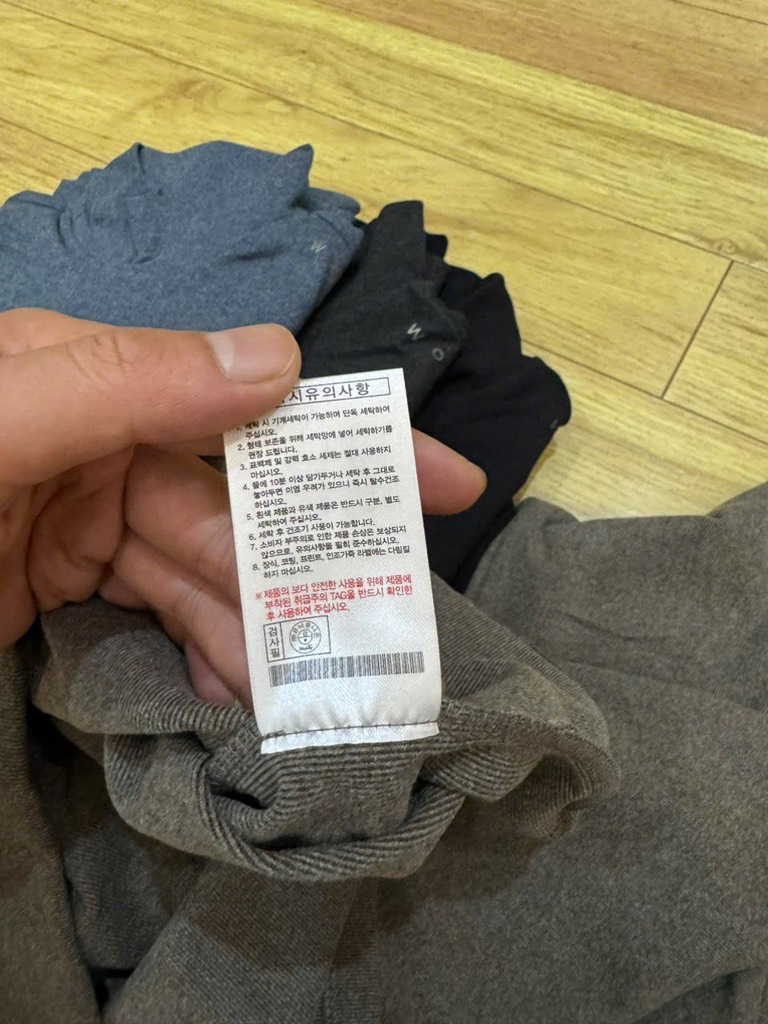 W
W O
시유의사항
1. 세탁 시 기계세탁이 가능하며 단독 세탁하여
주십시오.
2. 형태 보존을 위해 세탁망에 넣어 세탁하기를
권장 드립니다.
3. 표백제 및 강력 효소 세제는 절대 사용하지
마십시오.
4. 물에 10분 이상 담가두거나 세탁 후 그대로
놓아두면 이염 우려가 있으니 즉시 탈수건조
하십시오.
5. 흰색 제품과 유색 제품은 반드시 구분, 별도
세탁하여 주십시오.
6. 세탁 후 건조기 사용이 가능합니다.
7. 소비자 부주의로 인한 제품 손상은 보상되지
않으므로, 유의사항을 필히 준수하십시오.
8. 장식, 코팅, 프린트, 인조가죽 라벨에는 다림질
하지 마십시오.
※ 제품의 보다 안전한 사용을 위해 제품에
부착된 취급주의 TAG을 반드시 확인한
후 사용하여 주십시오.
검사필